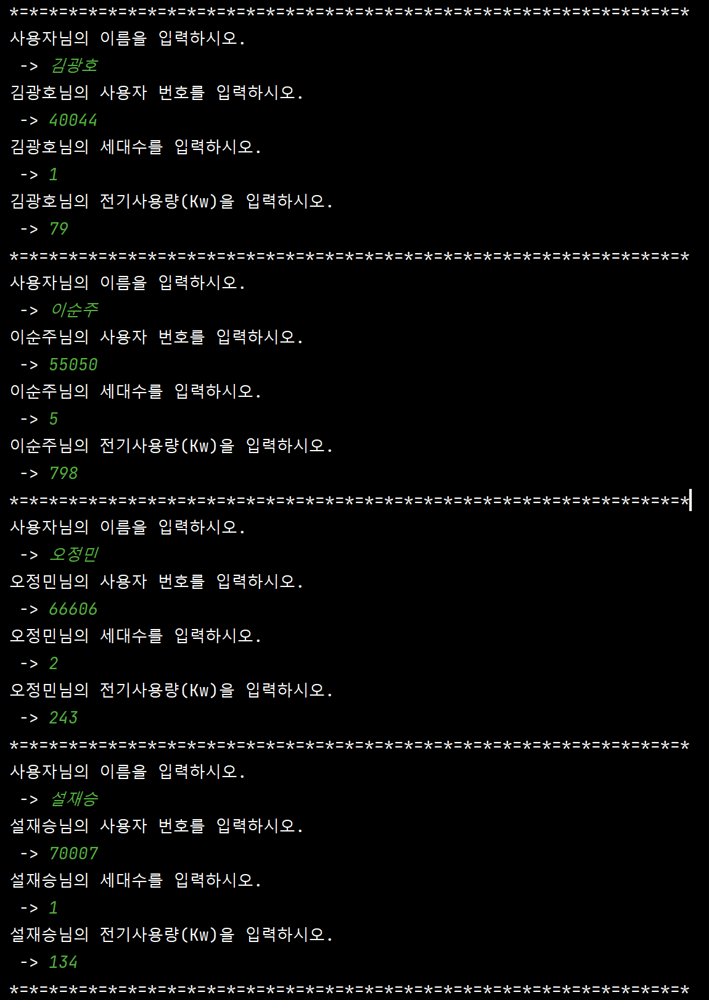 *=*=*=*=*=*=*=*=*=*=*=*=*=*=*=*=*=*=*=*=*=*=*=*=*=*=*=*=*=*=*=*=*=*=*
사용자님의 이름을 입력하시오.
 -> 김광호
김광호님의 사용자 번호를 입력하시오.
 -> 40044
김광호님의 세대수를 입력하시오.
 -> 1
김광호님의 전기사용량(Kw)을 입력하시오.
 -> 79
*=*=*=*=*=*=*=*=*=*=*=*=*=*=*=*=*=*=*=*=*=*=*=*=*=*=*=*=*=*=*=*=*=*=*
사용자님의 이름을 입력하시오.
 -> 이순주
이순주님의 사용자 번호를 입력하시오.
 -> 55050
이순주님의 세대수를 입력하시오.
 -> 5
이순주님의 전기사용량(Kw)을 입력하시오.
 -> 798
*=*=*=*=*=*=*=*=*=*=*=*=*=*=*=*=*=*=*=*=*=*=*=*=*=*=*=*=*=*=*=*=*=*=*
사용자님의 이름을 입력하시오.
 -> 오정민
오정민님의 사용자 번호를 입력하시오.
 -> 66606
오정민님의 세대수를 입력하시오.
 -> 2
오정민님의 전기사용량(Kw)을 입력하시오.
 -> 243
*=*=*=*=*=*=*=*=*=*=*=*=*=*=*=*=*=*=*=*=*=*=*=*=*=*=*=*=*=*=*=*=*=*=*
사용자님의 이름을 입력하시오.
 -> 설재승
설재승님의 사용자 번호를 입력하시오.
 -> 70007
설재승님의 세대수를 입력하시오.
 -> 1
설재승님의 전기사용량(Kw)을 입력하시오.
 -> 134
*=*=*=*=*=*=*=*=*=*=*=*=*=*=*=*=*=*=*=*=*=*=*=*=*=*=*=*=*=*=*=*=*=*=*